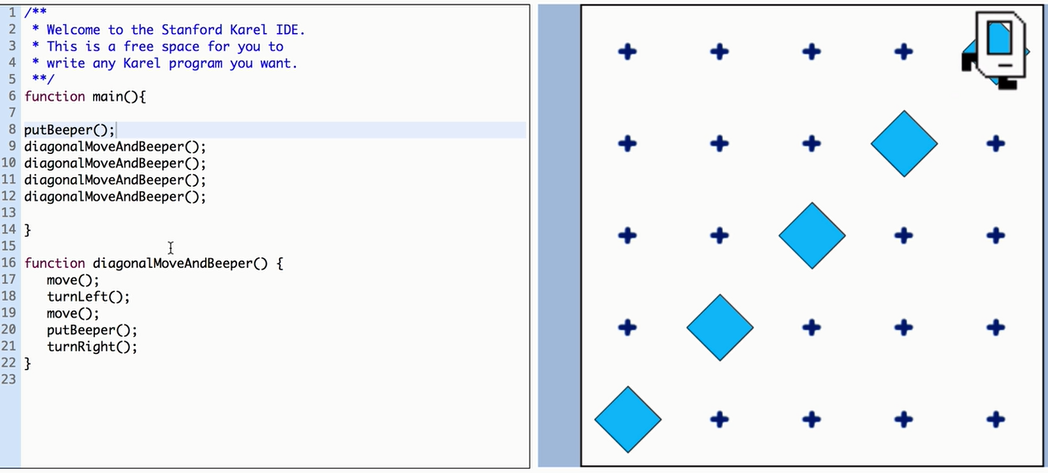 1 /**
2  * Welcome to the Stanford Karel IDE.
3  * This is a free space for you to
4  * write any Karel program you want.
5  **/
6 function main(){
7
8 putBeeper();
9 diagonalMoveAndBeeper();
10 diagonalMoveAndBeeper();
11 diagonalMoveAndBeeper();
12 diagonalMoveAndBeeper();
13
14 }
15
16 function diagonalMoveAndBeeper() {
17    move();
18    turnLeft();
19    move();
20    putBeeper();
21    turnRight();
22 }
23